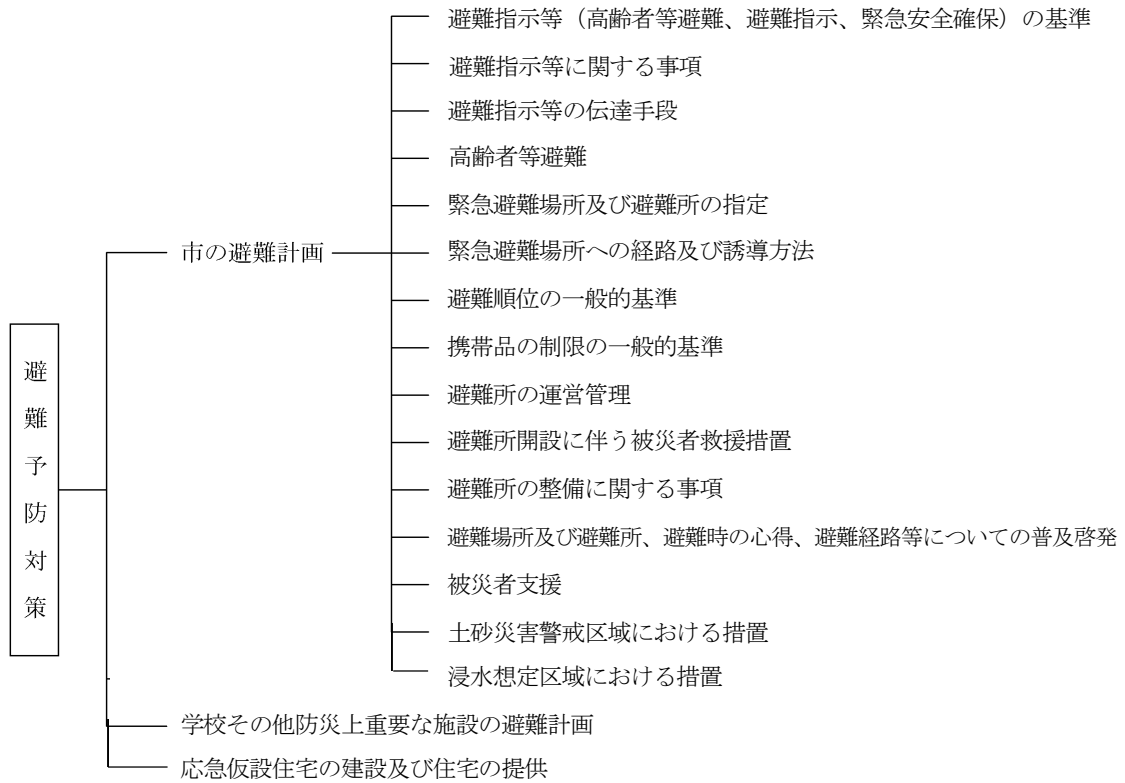 避難予防対策
市の避難計画
避難指示等（高齢者等避難、避難指示、緊急安全確保）の基準
避難指示等に関する事項
避難指示等の伝達手段
高齢者等避難
緊急避難場所及び避難所の指定
緊急避難場所への経路及び誘導方法
避難順位の一般的基準
携帯品の制限の一般的基準
避難所の運営管理
避難所開設に伴う被災者救援措置
避難所の整備に関する事項
避難場所及び避難所、避難時の心得、避難経路等についての普及啓発
被災者支援
土砂災害警戒区域における措置
浸水想定区域における措置
学校その他防災上重要な施設の避難計画
応急仮設住宅の建設及び住宅の提供